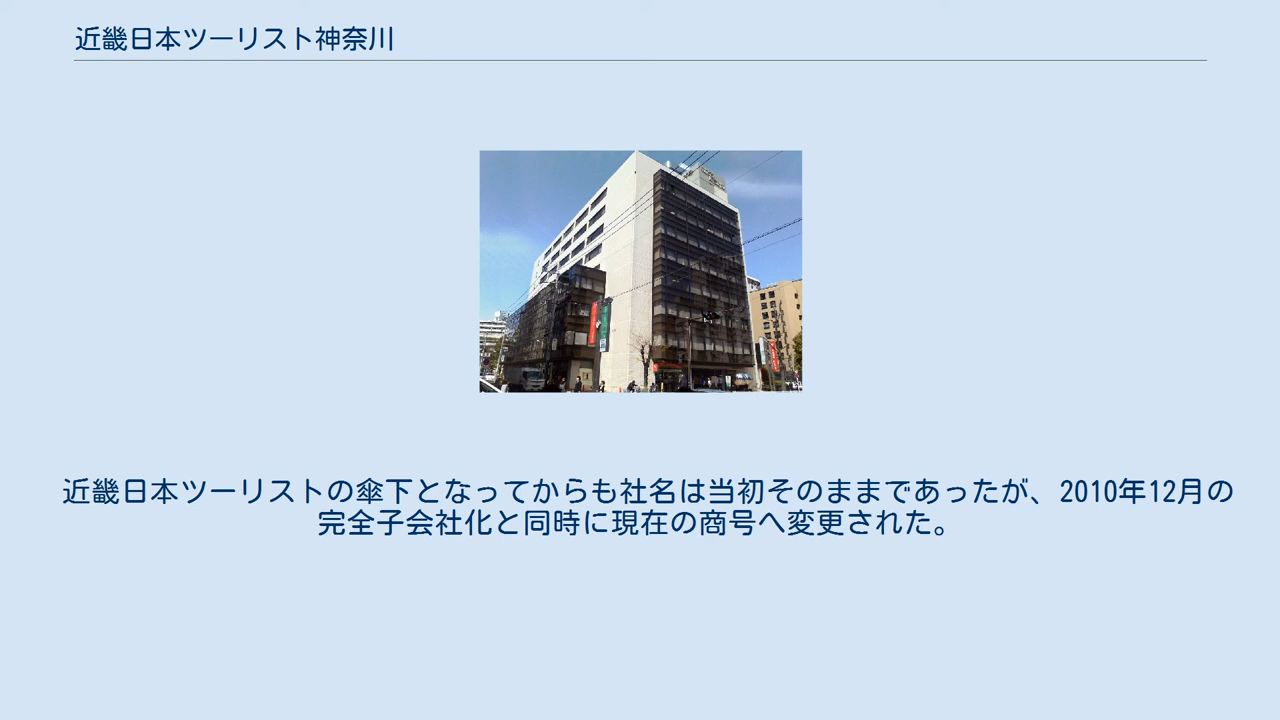 近畿日本ツーリスト神奈川
近畿日本ツーリストの傘下となってからも社名は当初そのままであったが、2010年12月の
完全子会社化と同時に現在の商号へ変更された。